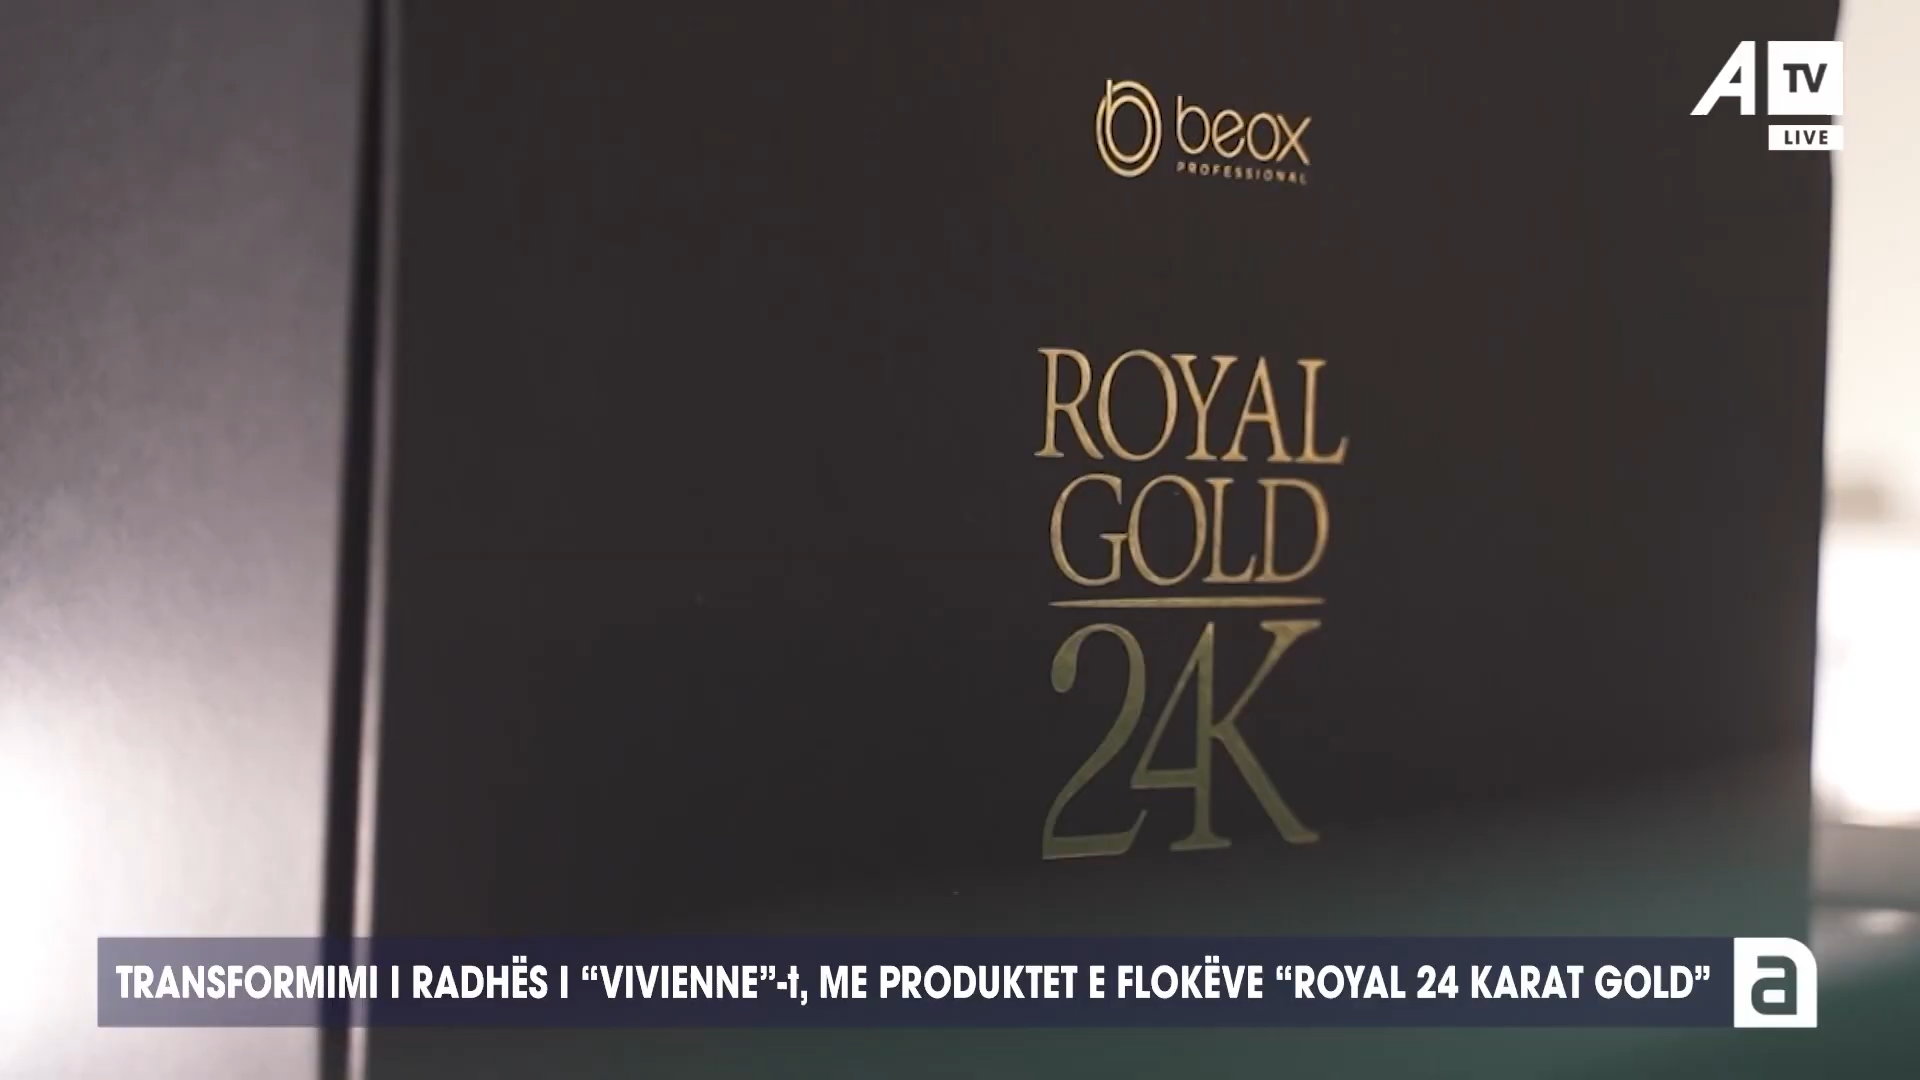 A TV
LIVE
beox
PROFESSIONAL
ROYAL
GOLD
24K
TRANSFORMIMI I RADHËS I “VIVIENNE”-t, ME PRODUKTET E FLOKËVE “ROYAL 24 KARAT GOLD”
a